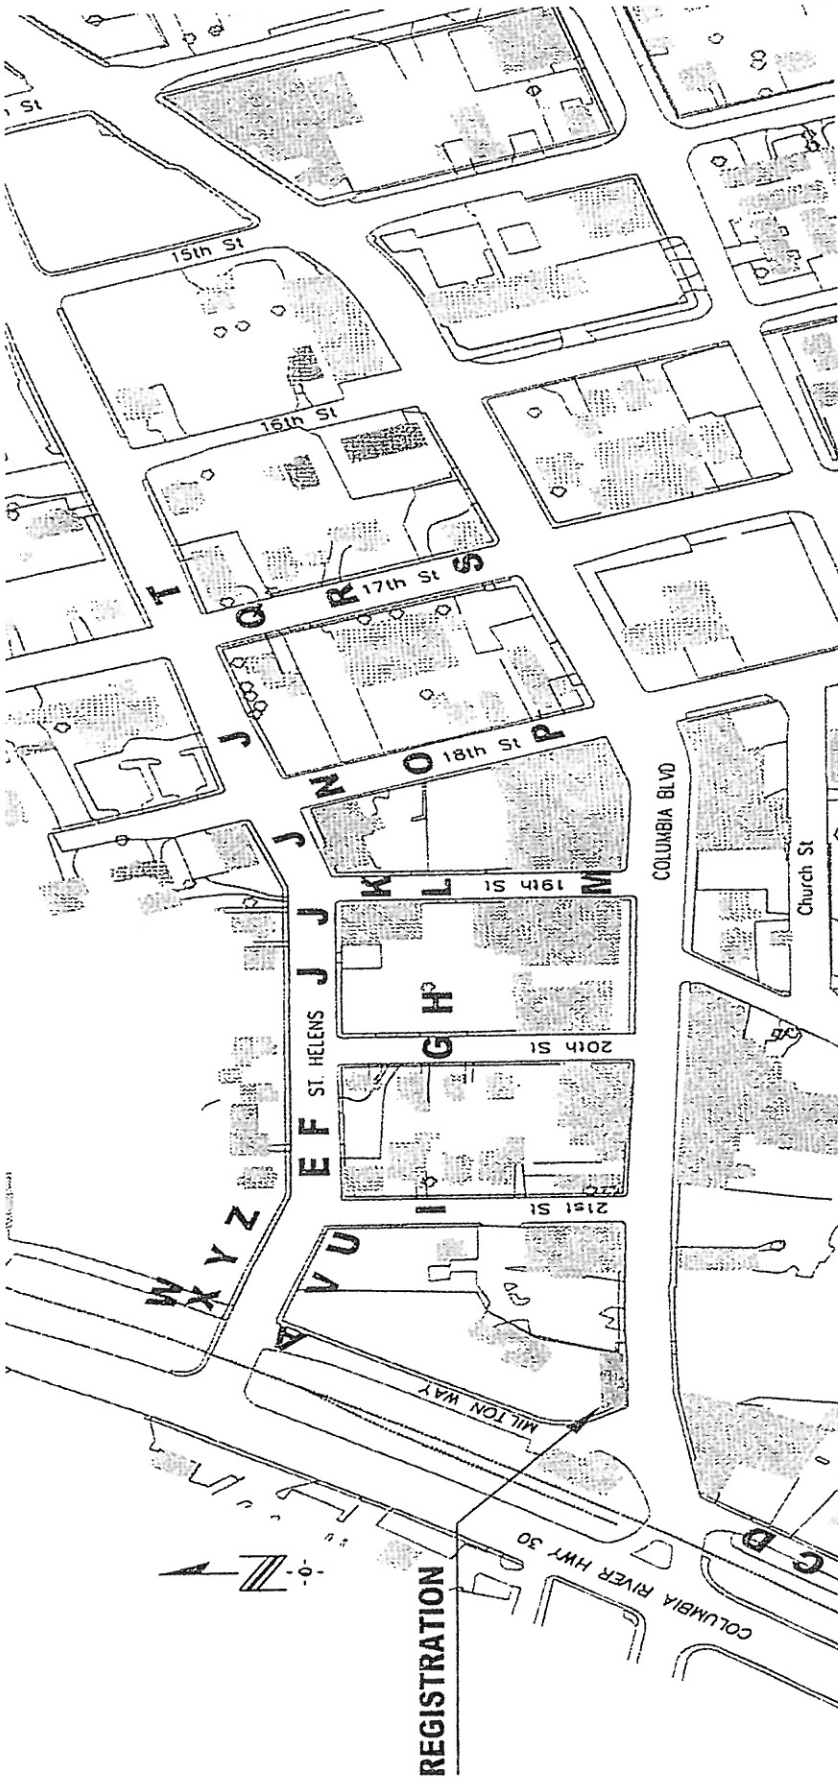 St
15th St
16th St
17th St
18th St
19th St
20th St
21st St
ST. HELENS
COLUMBIA BLVD
Church St
MILTON WAY
COLUMBIA RIVER HWY 30
REGISTRATION
N
T
Q
R
S
J
J
J
J
N
O
P
K
L
M
H
G
E
F
I
Z
Y
X
W
U
V
A
D
C